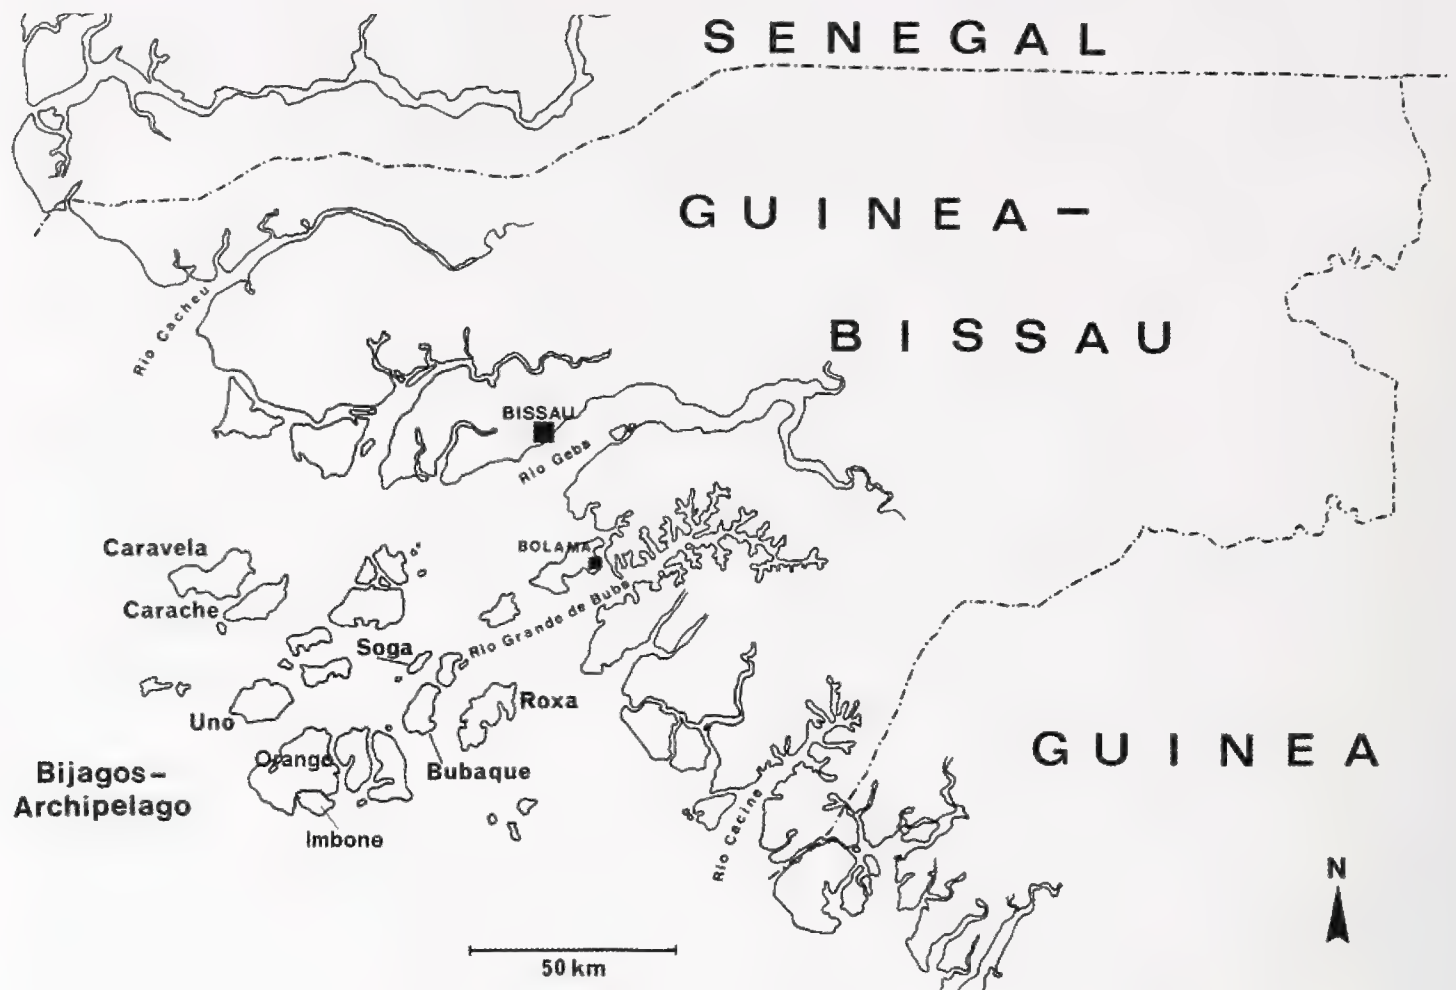 SENEGAL
GUINEA-
BISSAU
Rio Cacheu
BISSAU
Rio Geba
Caravela
BOLAMA
Carache
Rio Grande de Buba
Soga
Roxa
Uno
Orango
Bubaque
GUINEA
Bijagos-
Archipelago
Imbone
Rio Cacine
N
50 km